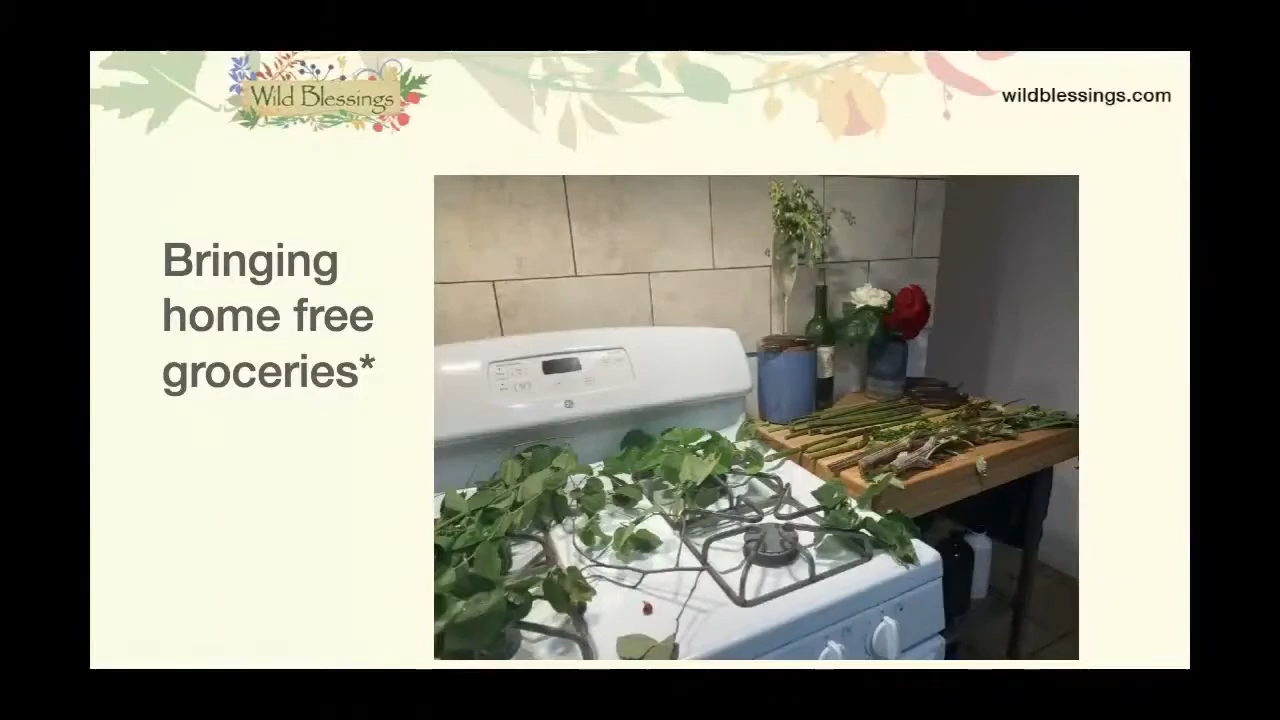 Wild Blessings
wildblessings.com
Bringing
home free
groceries*